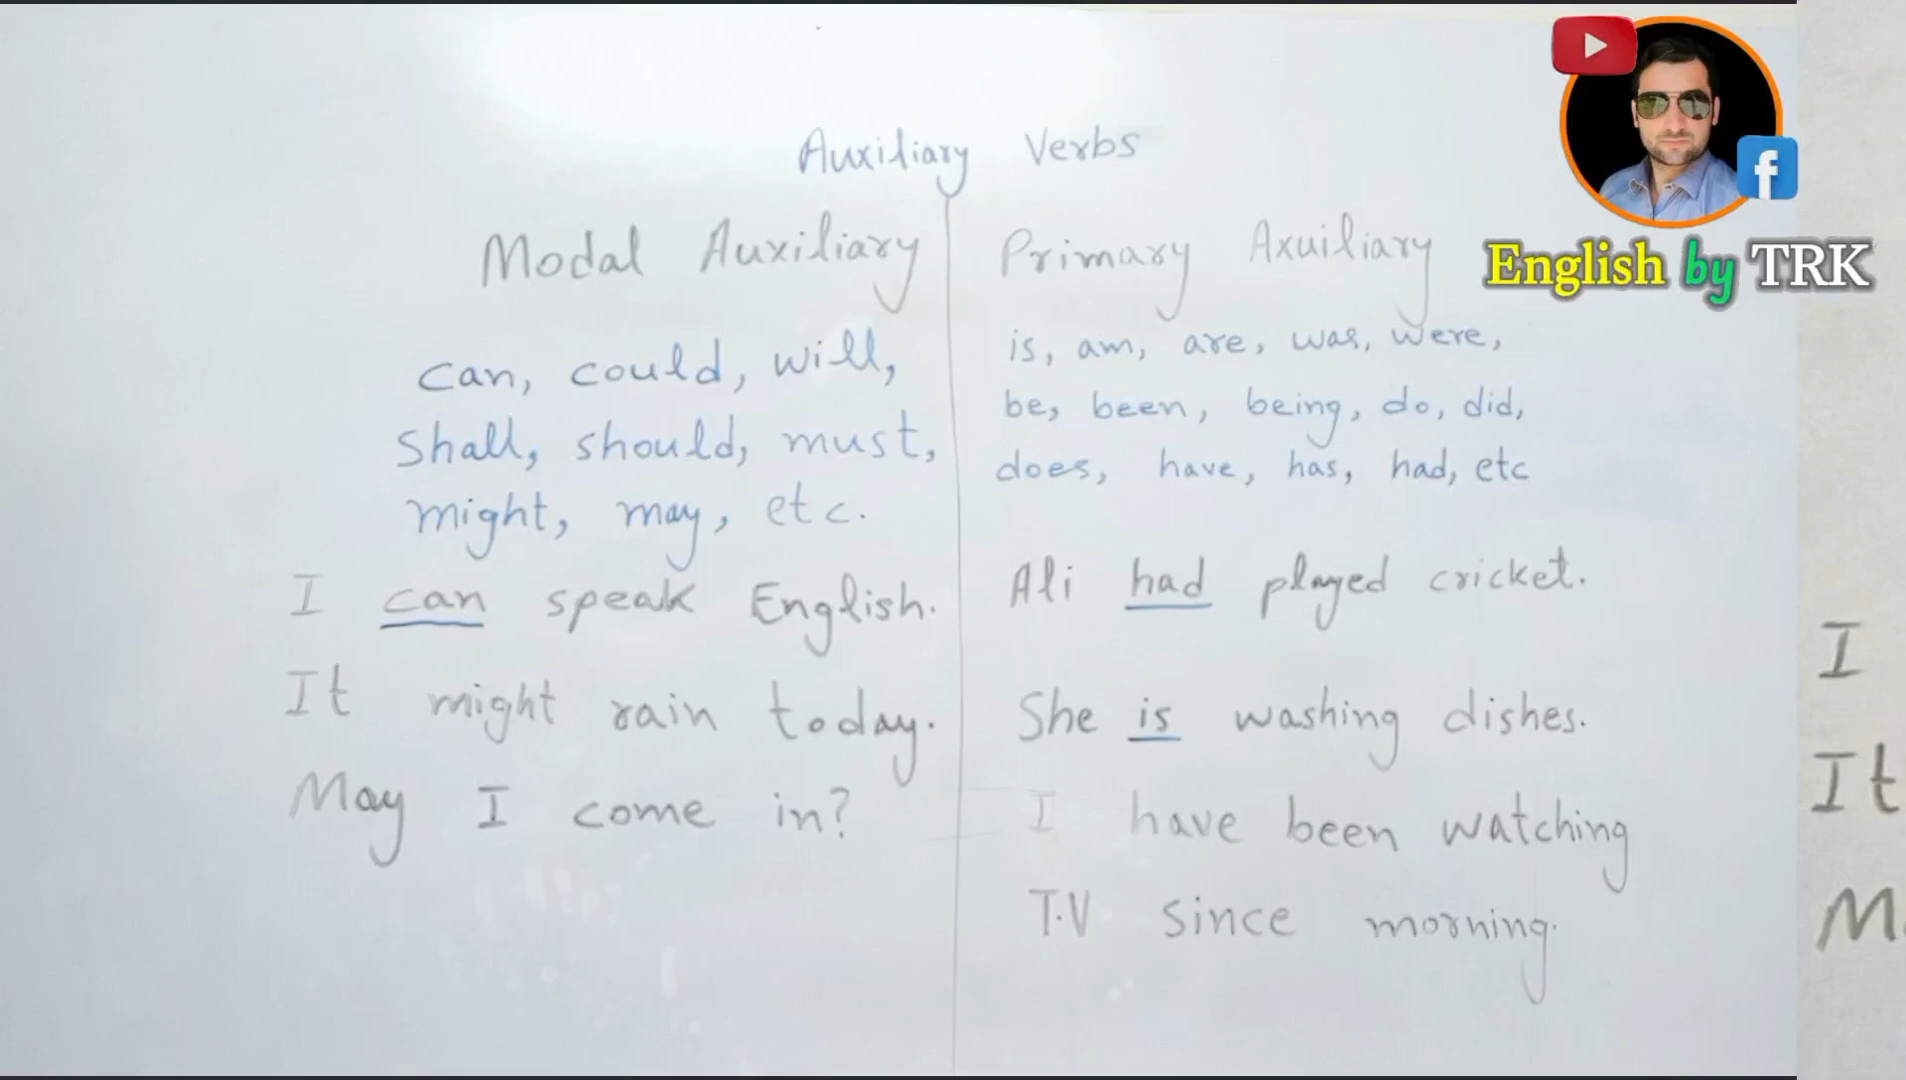 Auxiliary Verbs
Modal Auxiliary
can, could, will,
Shall, should, must,
might, may, etc.
I can speak English.
It might rain today.
May I come in?
Primary Axuiliary
is, am, are, was, were,
be, been, being, do, did,
does, have, has, had, etc
Ali had played cricket.
She is washing dishes.
I have been watching
T.V since morning.
f
English by TRK
I
It